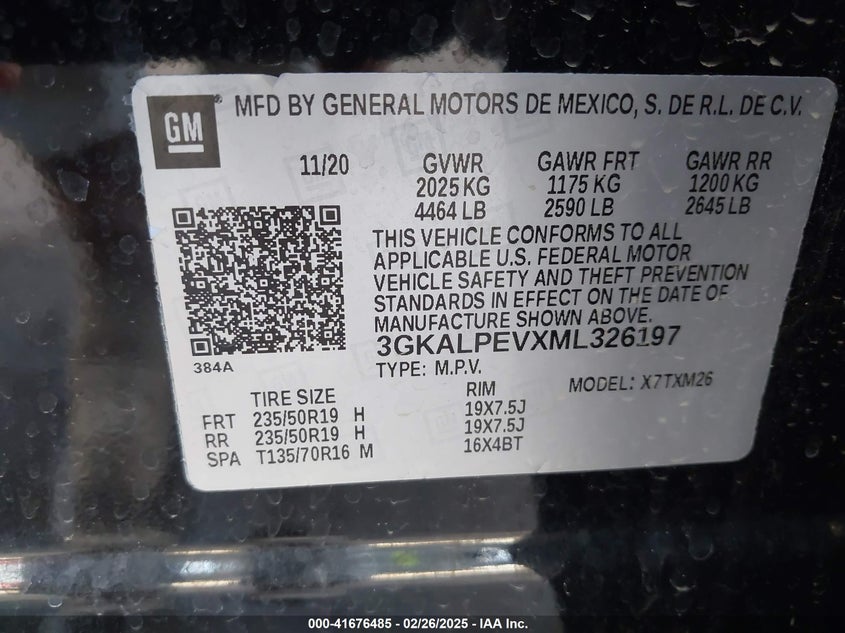 GM
MFD BY GENERAL MOTORS DE MEXICO, S. DE R.L. DE C.V.
11/20 GVWR GAWR FRT GAWR RR
2025 KG 1175 KG 1200 KG
4464 LB 2590 LB 2645 LB
THIS VEHICLE CONFORMS TO ALL
APPLICABLE U.S. FEDERAL MOTOR
VEHICLE SAFETY AND THEFT PREVENTION
STANDARDS IN EFFECT ON THE DATE OF
MANUFACTURE SHOWN ABOVE.
3GKALPEVXML326197
384A
TYPE: M.P.V. MODEL: X7TXM26
TIRE SIZE RIM
FRT 235/50R19 H 19X7.5J
RR 235/50R19 H 19X7.5J
SPA T135/70R16 M 16X4BT
000-41676485 - 02/26/2025 - IAA Inc.